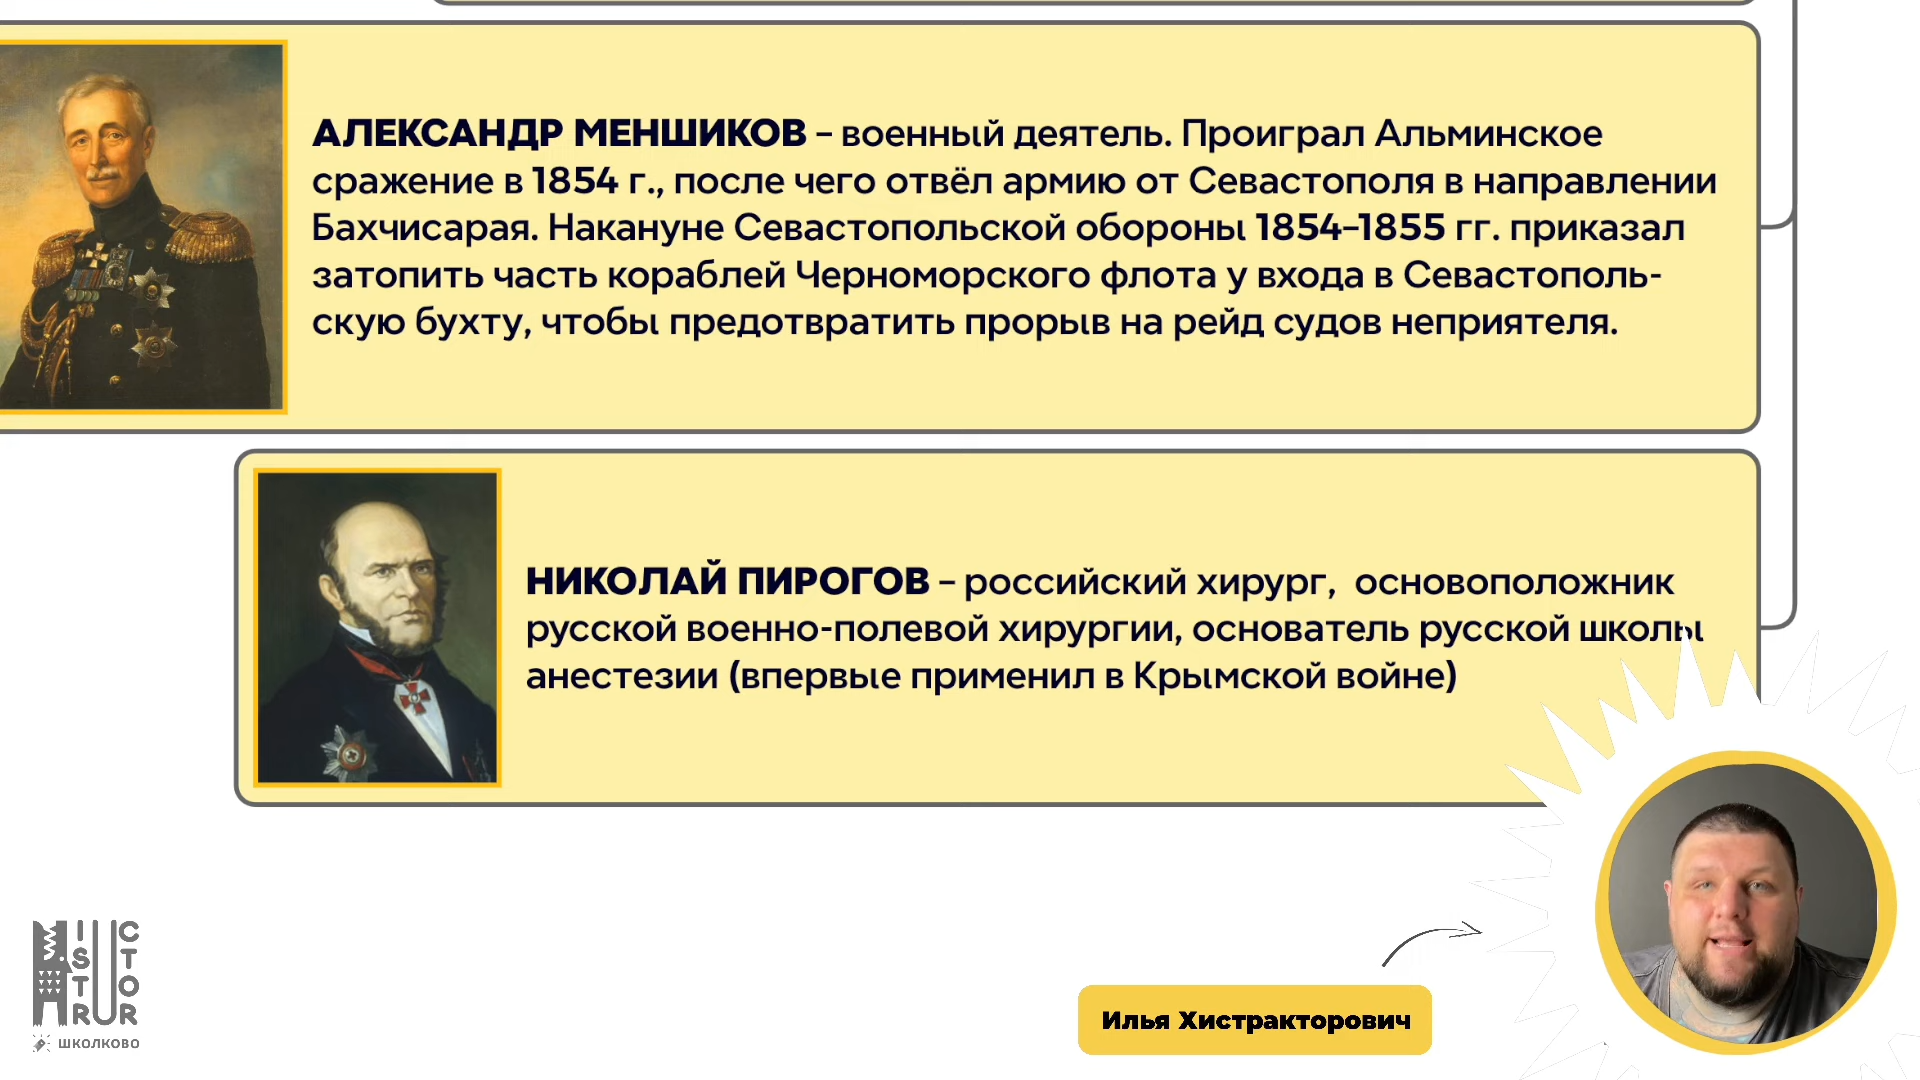 АЛЕКСАНДР МЕНШИКОВ – военный деятель. Проиграл Альминское
сражение в 1854 г., после чего отвёл армию от Севастополя в направлении
Бахчисарая. Накануне Севастопольской обороны 1854–1855 гг. приказал
затопить часть кораблей Черноморского флота у входа в Севастополь-
скую бухту, чтобы предотвратить прорыв на рейд судов неприятеля.
НИКОЛАЙ ПИРОГОВ – российский хирург, основоположник
русской военно-полевой хирургии, основатель русской школы
анестезии (впервые применил в Крымской войне)
HISTRUCTOR
ШКОЛКОВО
Илья Хистракторович